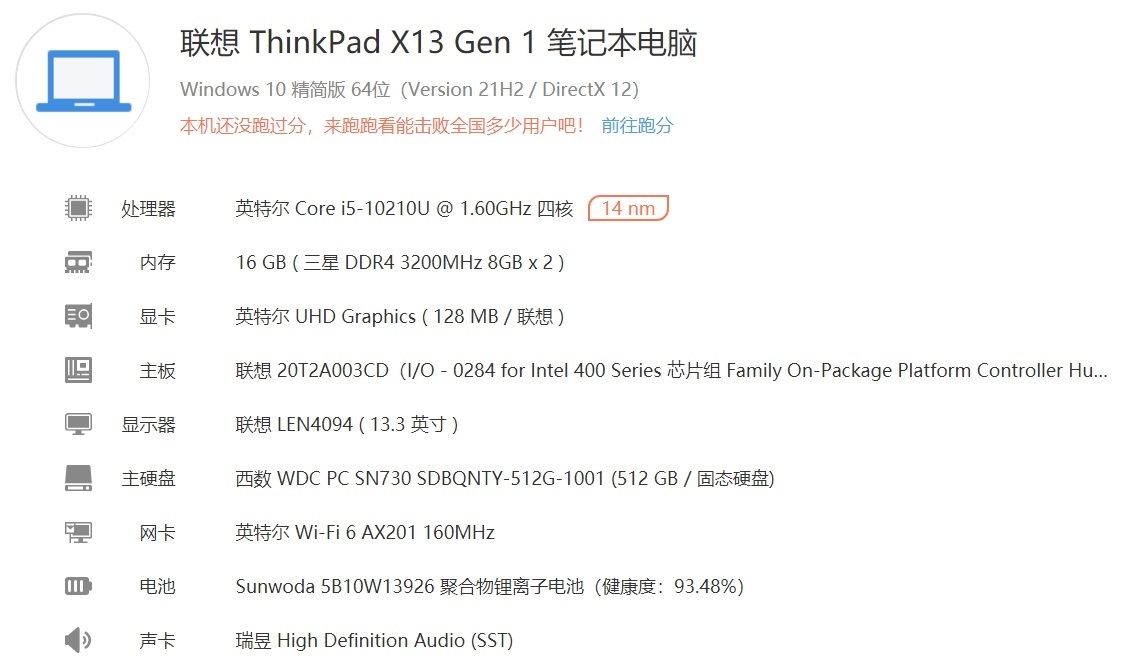 联想 ThinkPad X13 Gen 1 笔记本电脑
Windows 10 精简版 64位（Version 21H2 / DirectX 12）
本机还没跑过分，来跑跑看能击败全国多少用户吧！ 前往跑分
处理器 英特尔 Core i5-10210U @ 1.60GHz 四核 14 nm
内存 16 GB ( 三星 DDR4 3200MHz 8GB x 2 )
显卡 英特尔 UHD Graphics ( 128 MB / 联想 )
主板 联想 20T2A003CD（I/O - 0284 for Intel 400 Series 芯片组 Family On-Package Platform Controller Hu...
显示器 联想 LEN4094 ( 13.3 英寸 )
主硬盘 西数 WDC PC SN730 SDBQNTY-512G-1001 (512 GB / 固态硬盘)
网卡 英特尔 Wi-Fi 6 AX201 160MHz
电池 Sunwoda 5B10W13926 聚合物锂离子电池（健康度：93.48%）
声卡 瑞昱 High Definition Audio (SST)